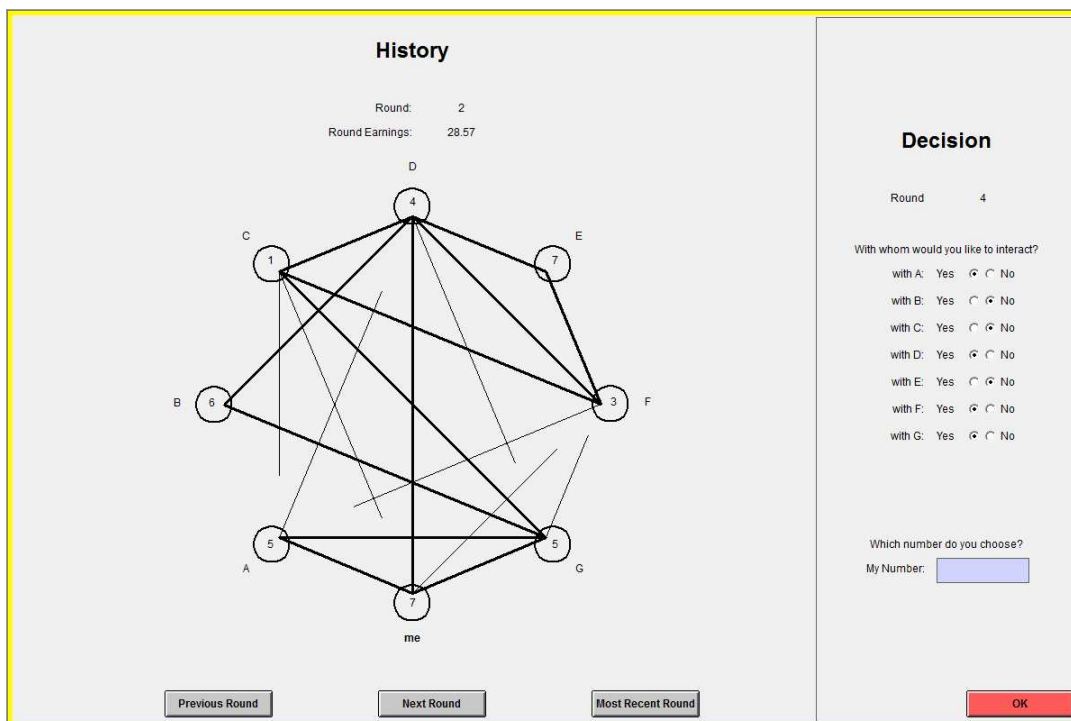 History
Round: 2
Round Earnings: 28.57
D
4
C
E
1
7
B 6
3 F
5
5
A
G
7
me
Previous Round
Next Round
Most Recent Round
Decision
Round 4
With whom would you like to interact?
with A: Yes No
with B: Yes No
with C: Yes No
with D: Yes No
with E: Yes No
with F: Yes No
with G: Yes No
Which number do you choose?
My Number:
OK